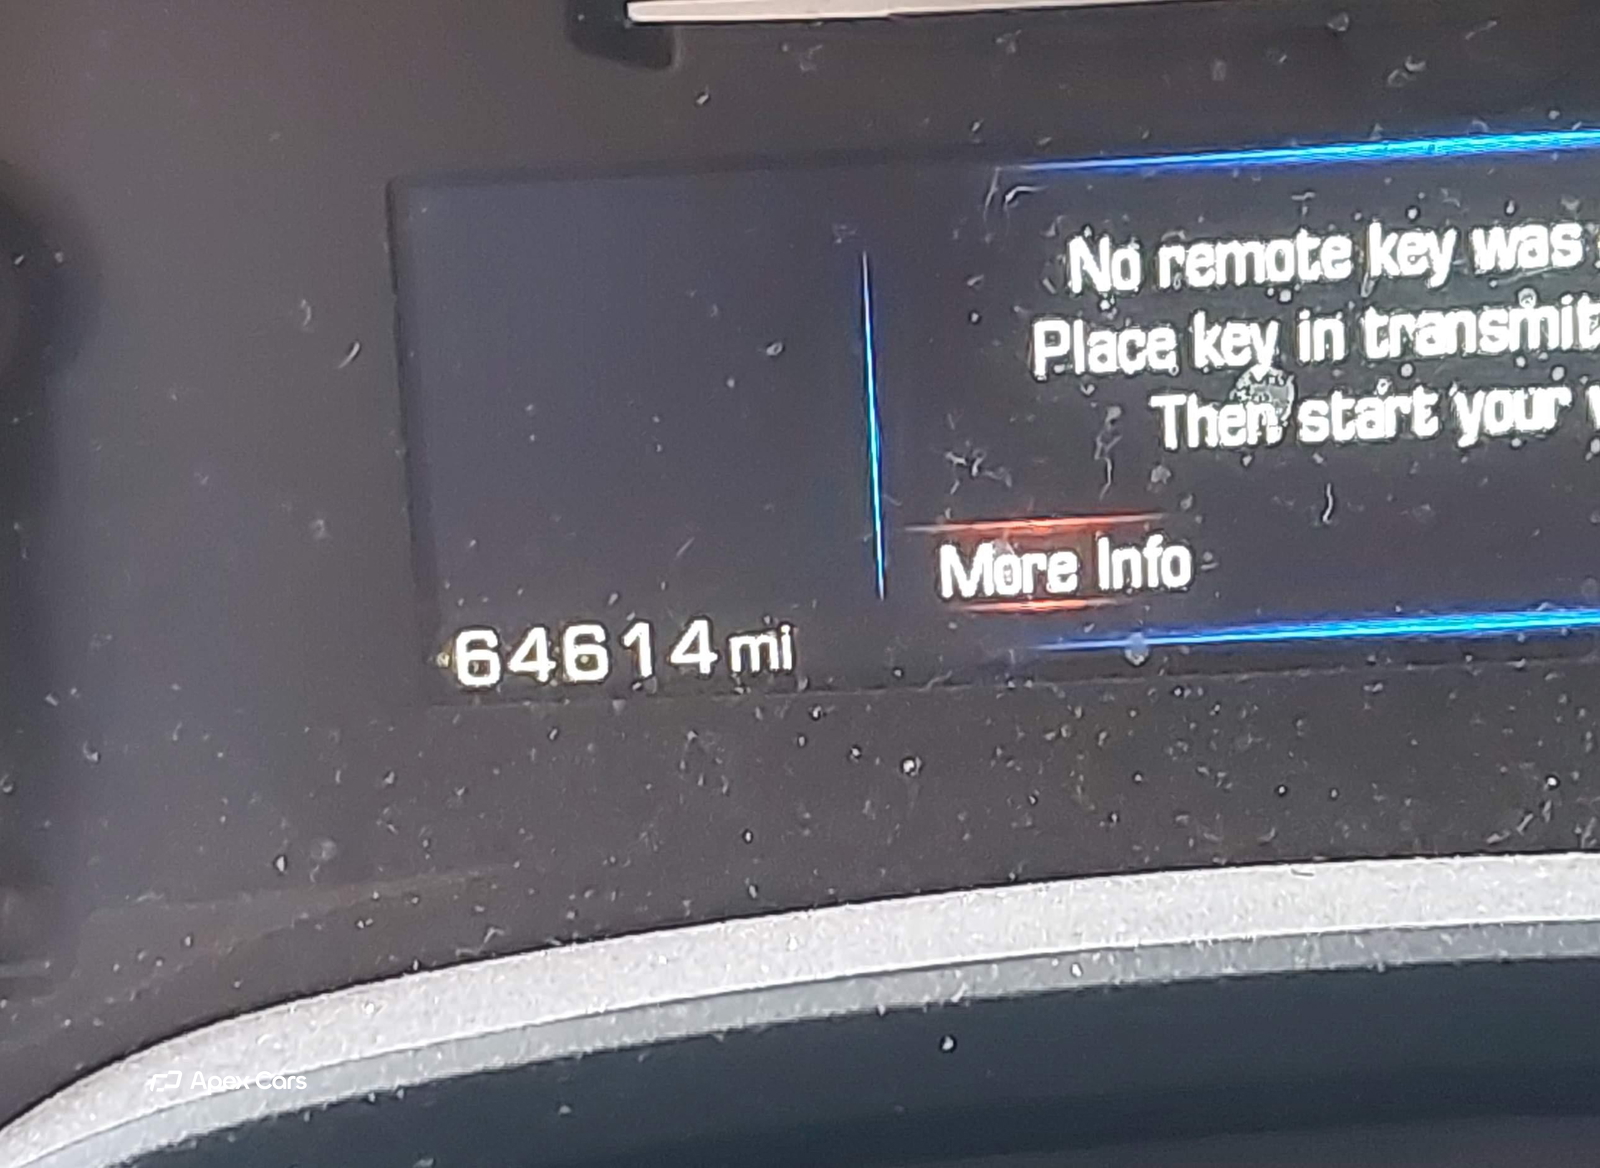 No remote key was
Place key in transmit
Then start your
More Info
64614 mi
Apex Cars